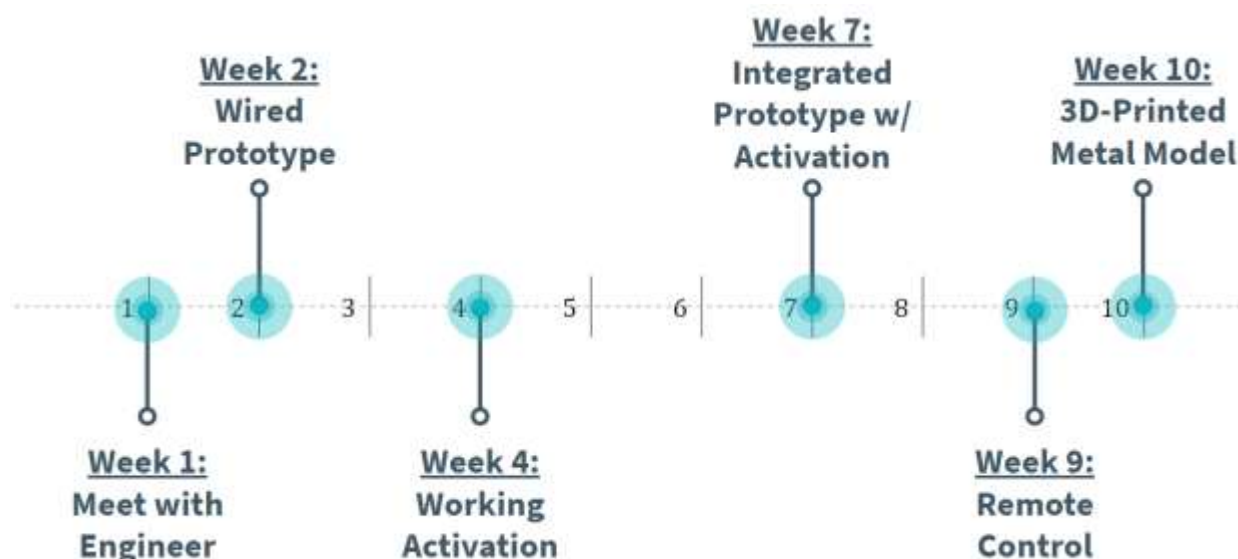 Week 2:
Wired
Prototype
Week 7:
Integrated
Prototype w/
Activation
Week 10:
3D-Printed
Metal Model
1 2 3 4 5 6 7 8 9 10
Week 1:
Meet with
Engineer
Week 4:
Working
Activation
Week 9:
Remote
Control